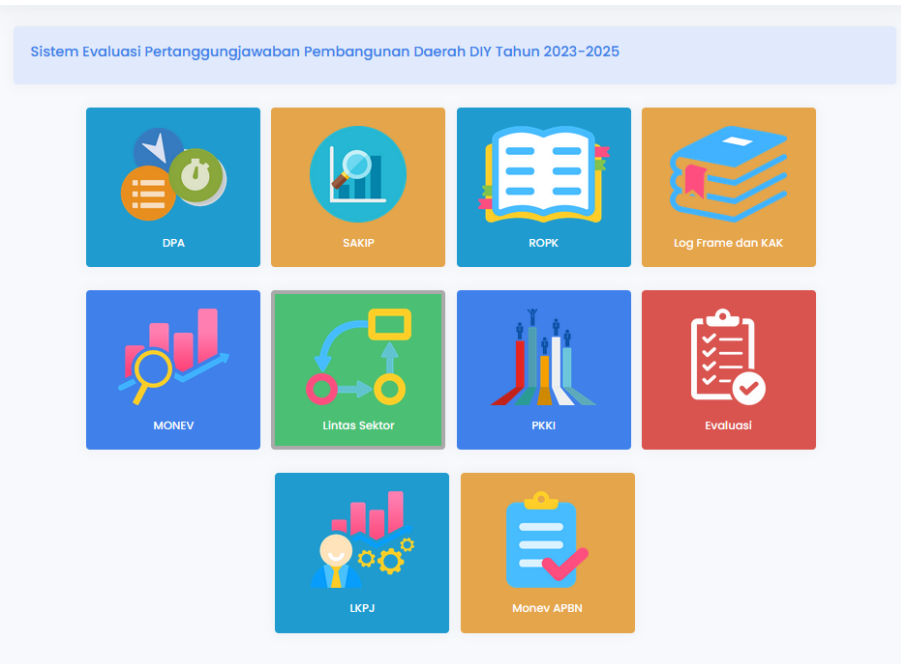 Sistem Evaluasi Pertanggungjawaban Pembangunan Daerah DIY Tahun 2023-2025
DPA
SAKIP
ROPK
Log Frame dan KAK
MONEV
Lintas Sektor
PKKI
Evaluasi
LKPJ
Monev APBN